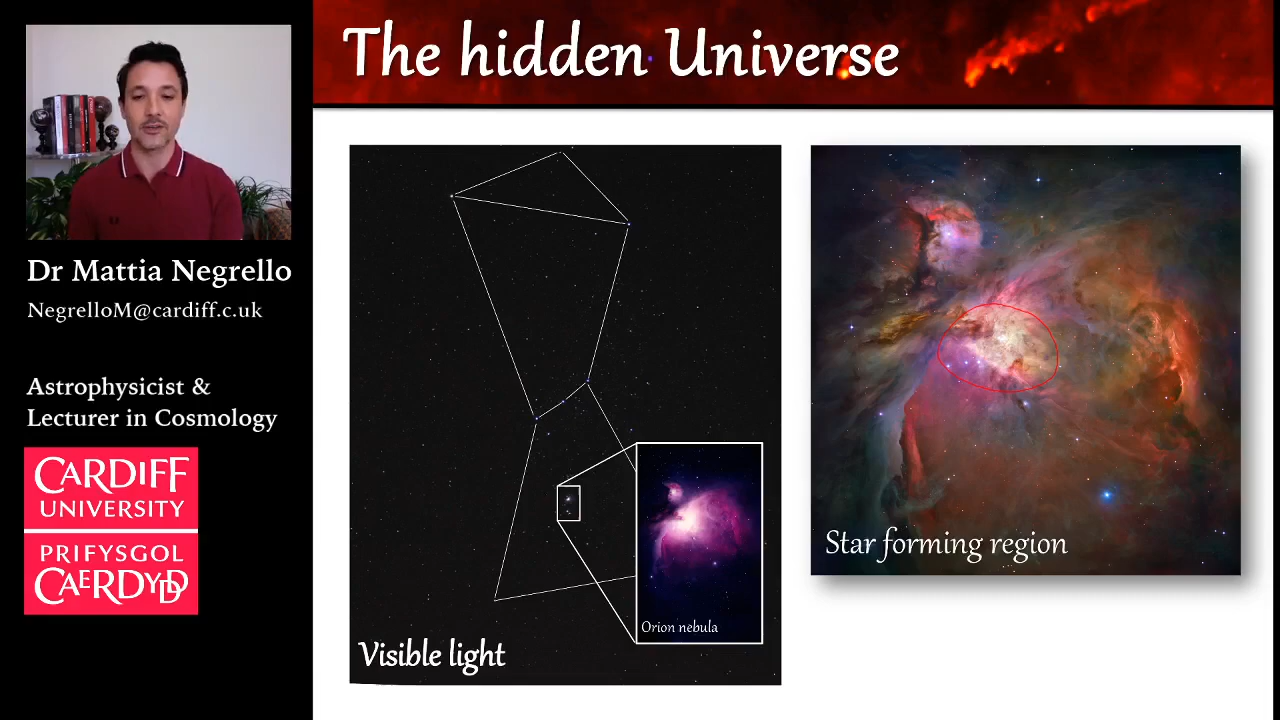 The hidden Universe
Dr Mattia Negrello
NegrelloM@cardiff.c.uk
Astrophysicist &
Lecturer in Cosmology
CARDIFF
UNIVERSITY
PRIFYSGOL
CAERDYDD
Orion nebula
Visible light
Star forming region